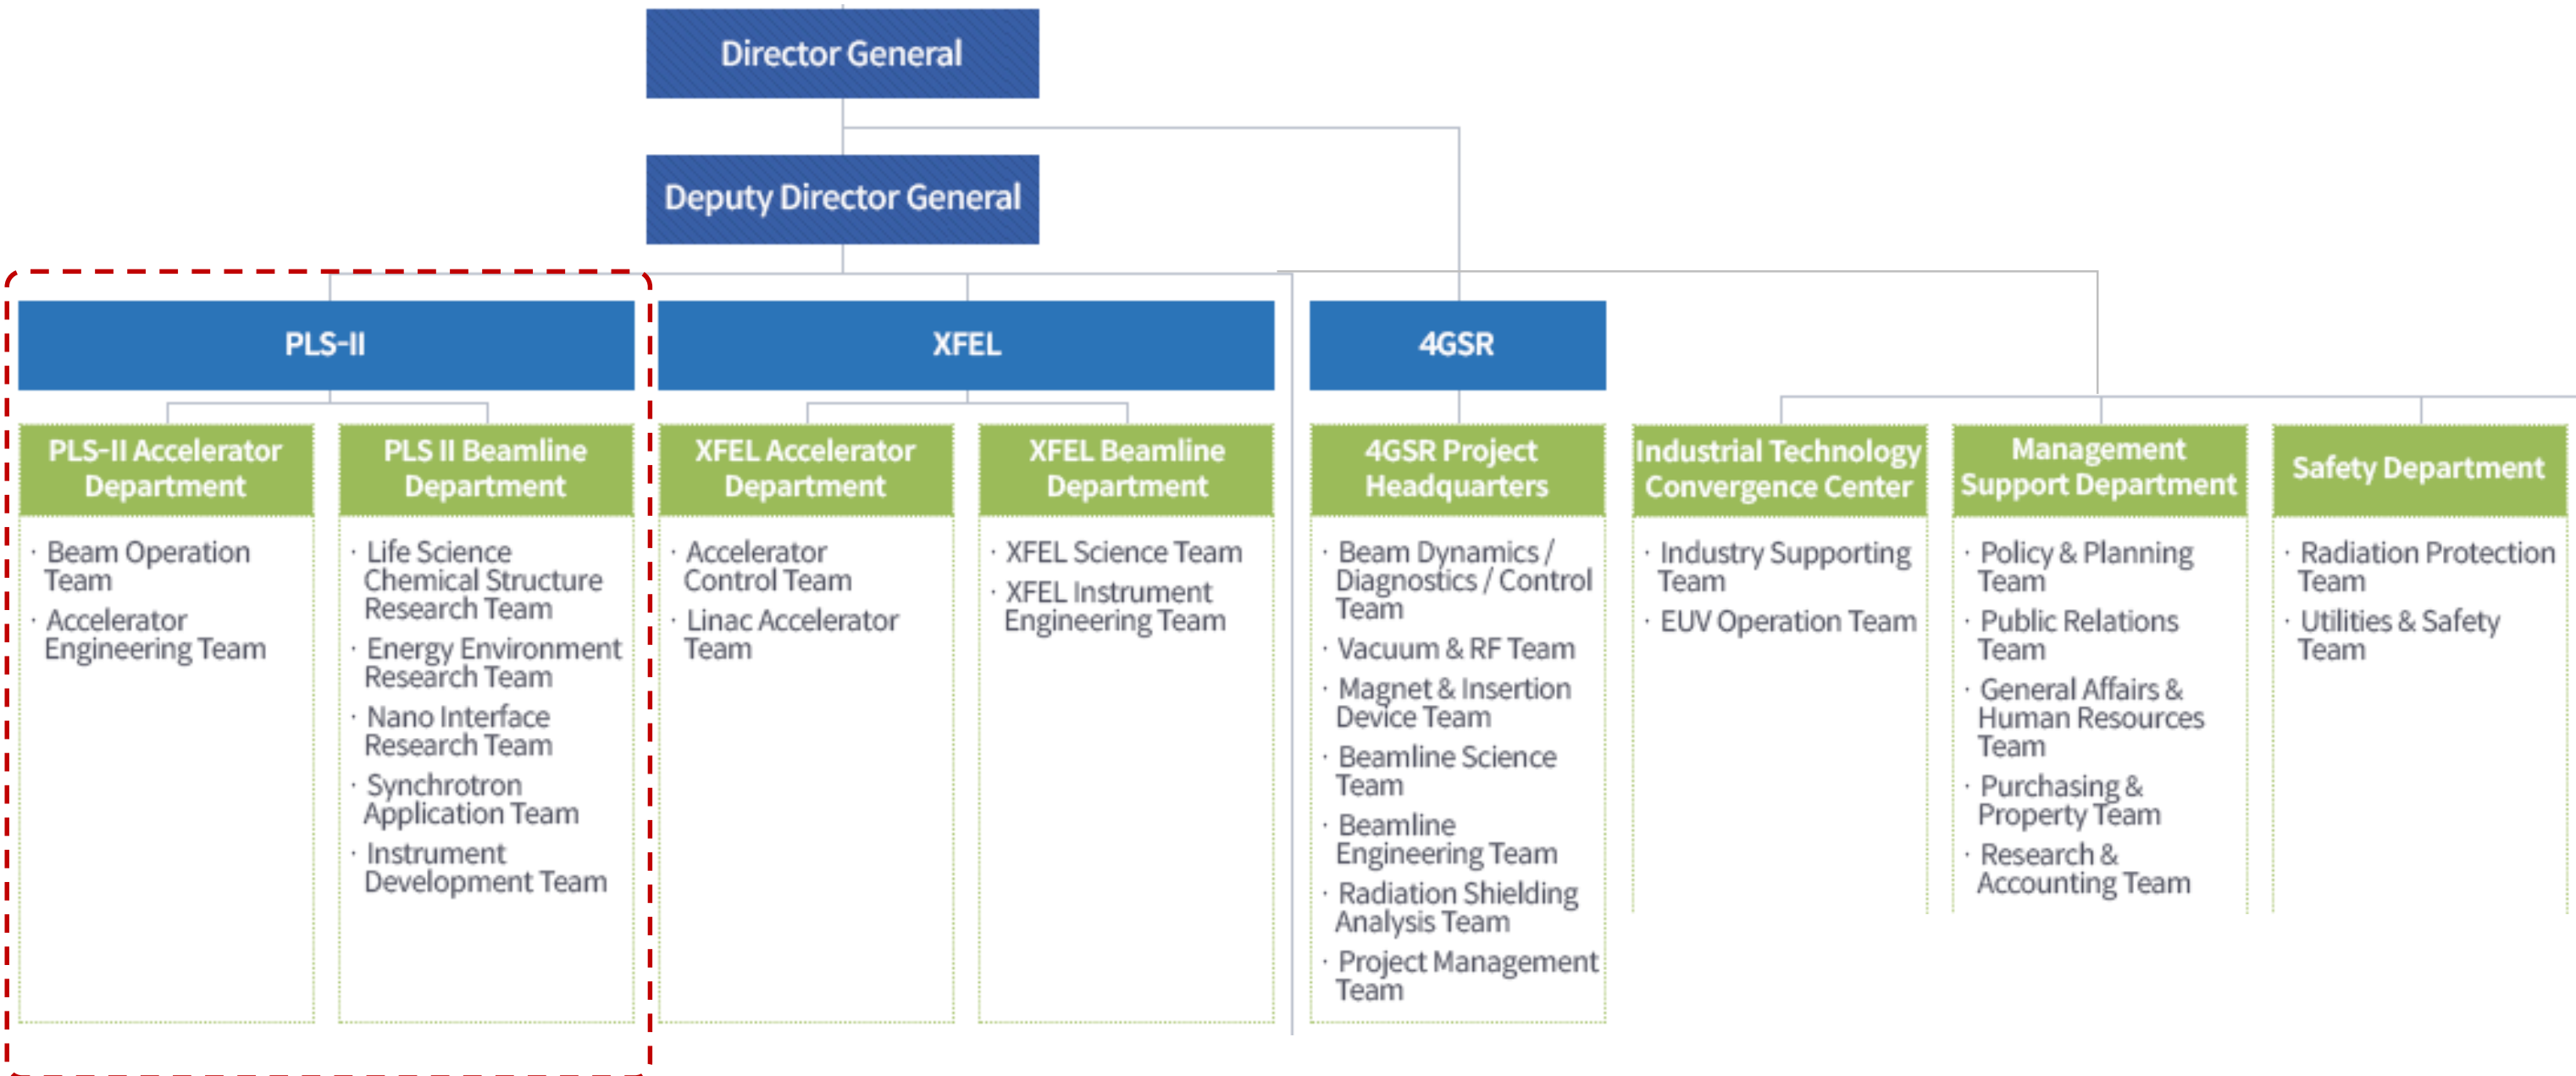 Director General
Deputy Director General
PLS-II
XFEL
4GSR
PLS-II Accelerator
Department
· Beam Operation
Team
· Accelerator
Engineering Team
PLS II Beamline
Department
· Life Science
Chemical Structure
Research Team
· Energy Environment
Research Team
· Nano Interface
Research Team
· Synchrotron
Application Team
· Instrument
Development Team
XFEL Accelerator
Department
· Accelerator
Control Team
· Linac Accelerator
Team
XFEL Beamline
Department
· XFEL Science Team
· XFEL Instrument
Engineering Team
4GSR Project
Headquarters
· Beam Dynamics /
Diagnostics / Control
Team
· Vacuum & RF Team
· Magnet & Insertion
Device Team
· Beamline Science
Team
· Beamline
Engineering Team
· Radiation Shielding
Analysis Team
· Project Management
Team
Industrial Technology
Convergence Center
· Industry Supporting
Team
· EUV Operation Team
Management
Support Department
· Policy & Planning
Team
· Public Relations
Team
· General Affairs &
Human Resources
Team
· Purchasing &
Property Team
· Research &
Accounting Team
Safety Department
· Radiation Protection
Team
· Utilities & Safety
Team